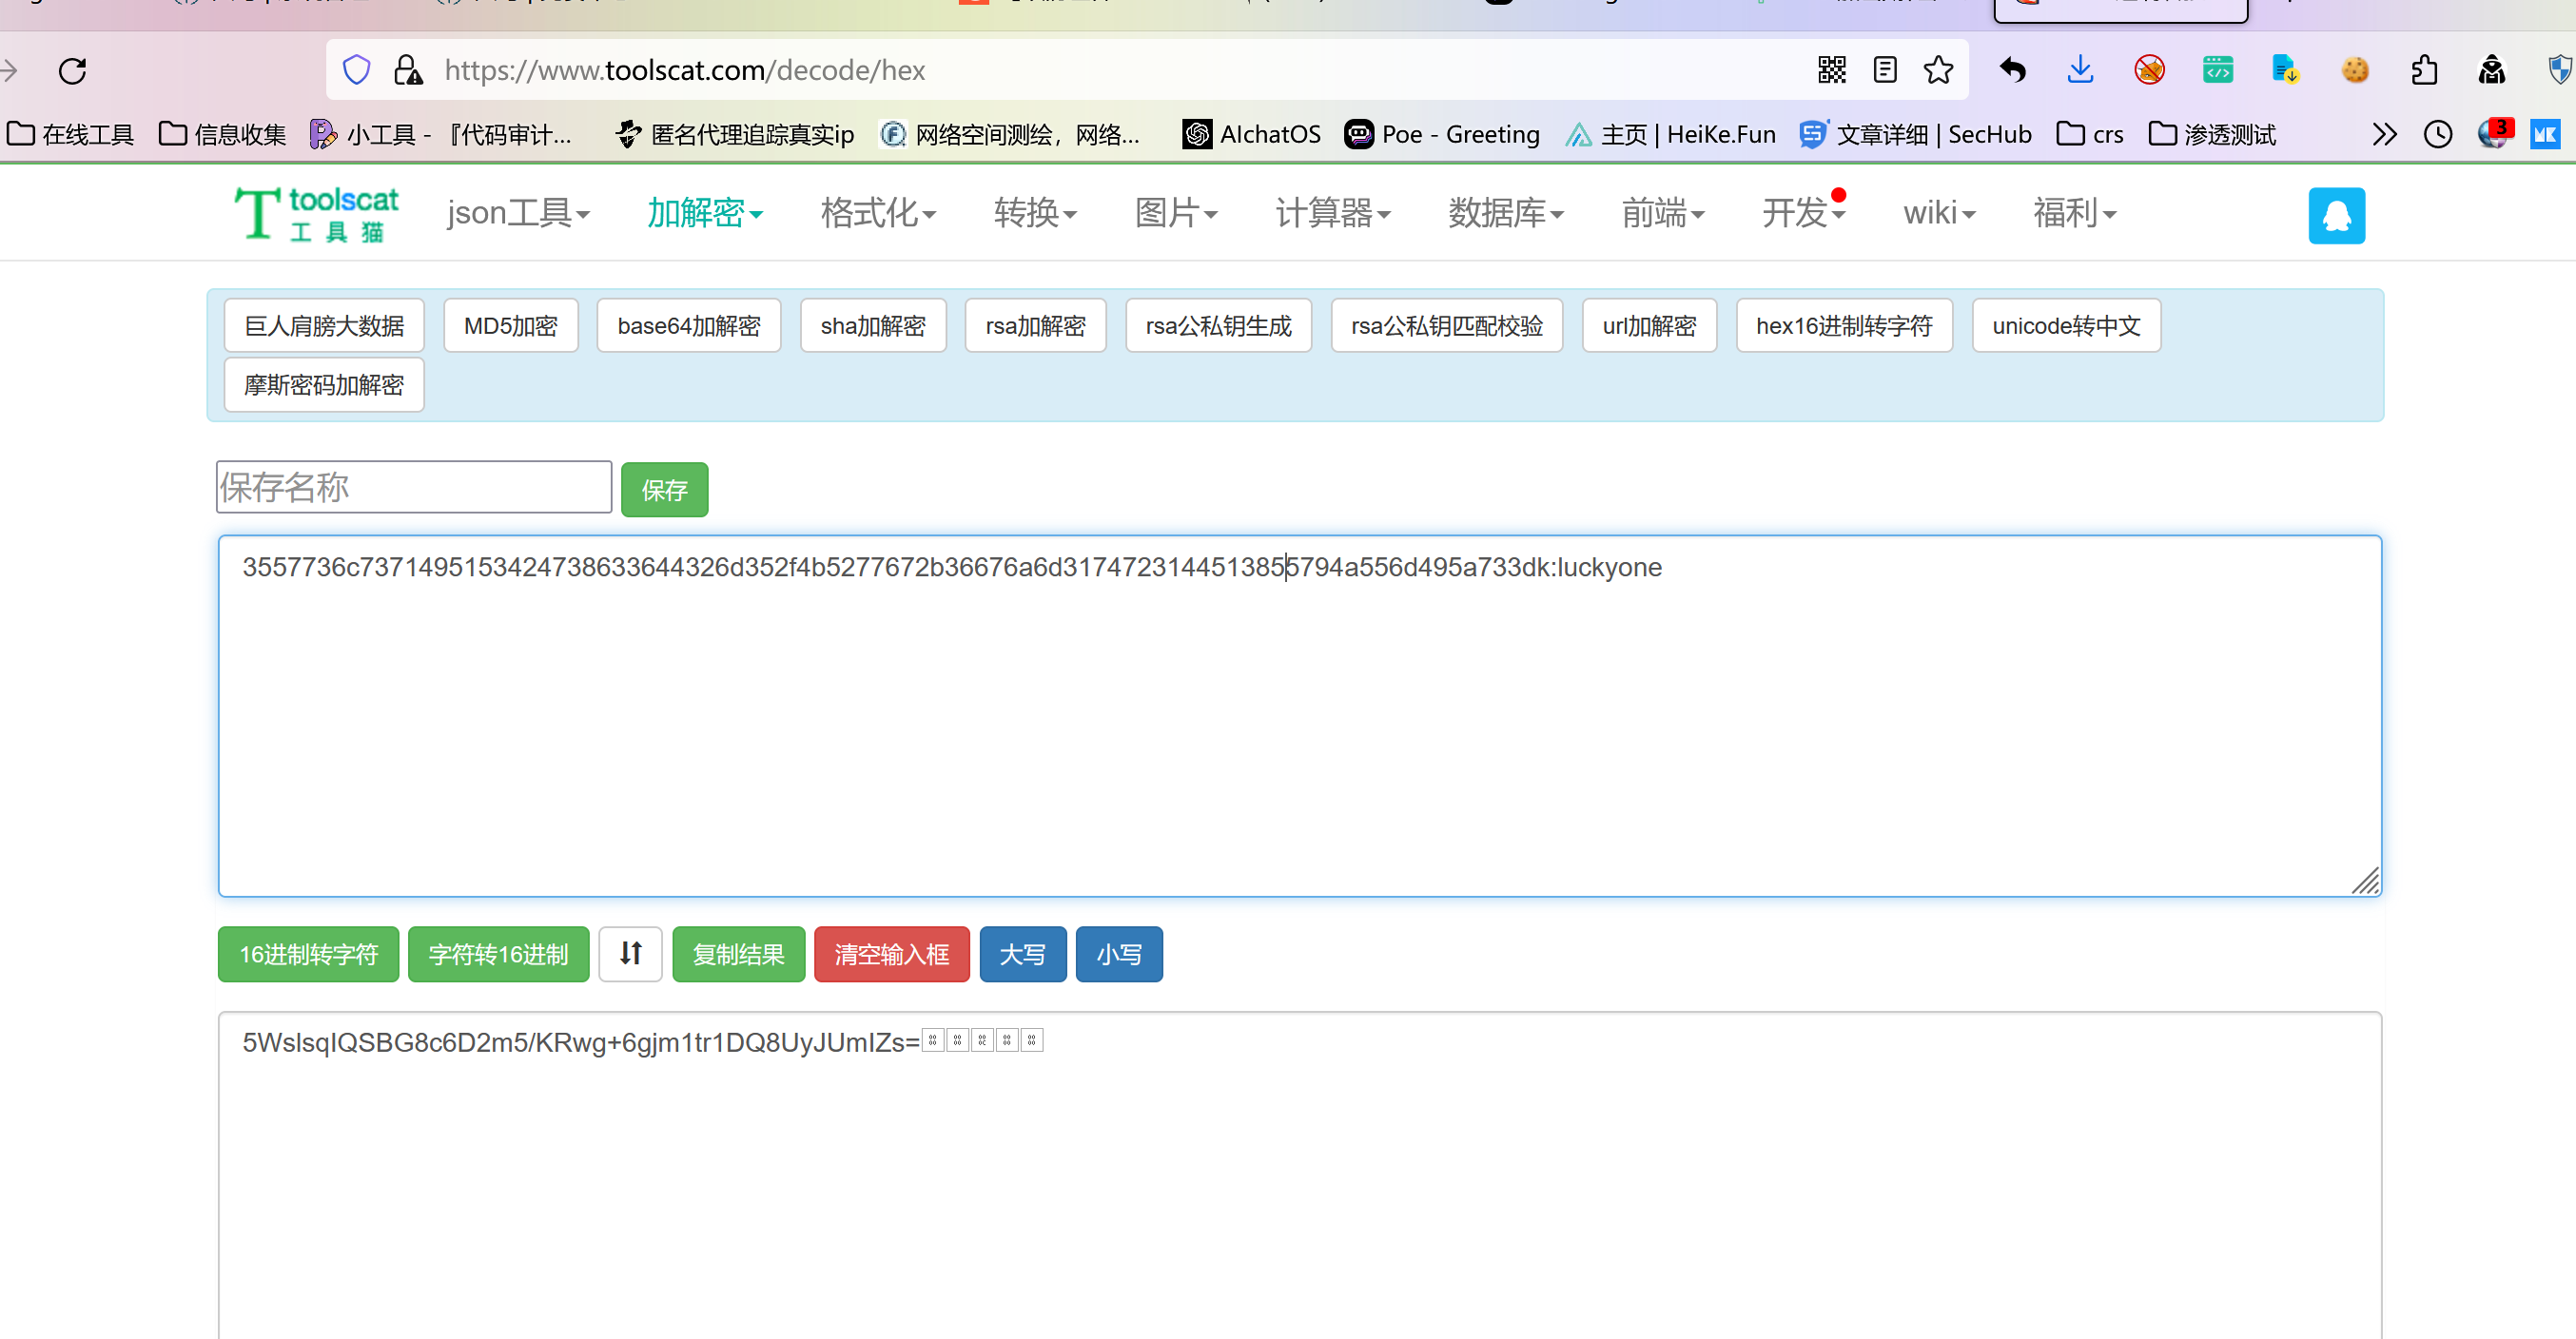 https://www.toolscat.com/decode/hex
在线工具 信息收集 小工具 - 『代码审计... 匿名代理追踪真实ip 网络空间测绘，网络... AIchatOS Poe - Greeting 主页 | HeiKe.Fun 文章详细 | SecHub crs 渗透测试 3 MK
toolscat
工具猫
json工具 加解密 格式化 转换 图片 计算器 数据库 前端 开发 wiki 福利
巨人肩膀大数据 MD5加密 base64加解密 sha加解密 rsa加解密 rsa公私钥生成 rsa公私钥匹配校验 url加解密 hex16进制转字符 unicode转中文
摩斯密码加解密
保存名称 保存
3557736c7371495153424738633644326d352f4b5277672b36676a6d3174723144513855794a556d495a733dk:luckyone
16进制转字符 字符转16进制 复制结果 清空输入框 大写 小写
5WslsqIQSBG8c6D2m5/KRwg+6gjm1tr1DQ8UyJUmIZs=